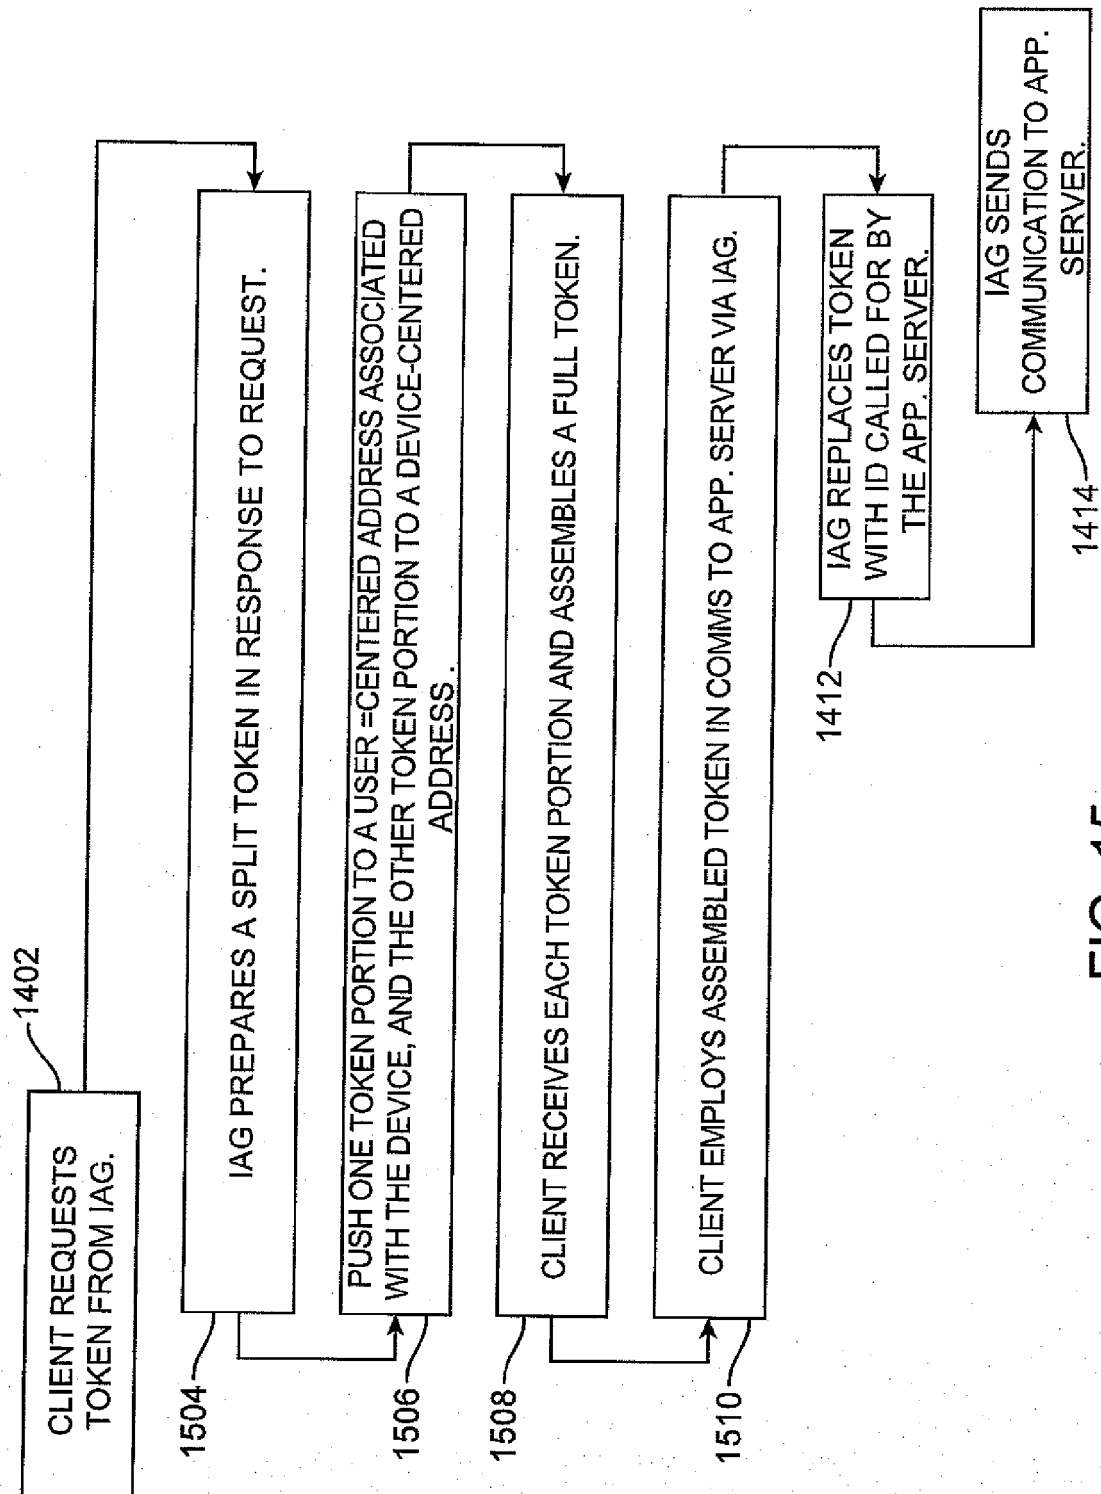 1402
CLIENT REQUESTS
TOKEN FROM IAG.
1504
IAG PREPARES A SPLIT TOKEN IN RESPONSE TO REQUEST.
1506
PUSH ONE TOKEN PORTION TO A USER =CENTERED ADDRESS ASSOCIATED
WITH THE DEVICE, AND THE OTHER TOKEN PORTION TO A DEVICE-CENTERED
ADDRESS .
1508
CLIENT RECEIVES EACH TOKEN PORTION AND ASSEMBLES A FULL TOKEN.
1510
CLIENT EMPLOYS ASSEMBLED TOKEN IN COMMS TO APP. SERVER VIA IAG.
1412
IAG REPLACES TOKEN
WITH ID CALLED FOR BY
THE APP. SERVER.
1414
IAG SENDS
COMMUNICATION TO APP.
SERVER.
FIG. 15